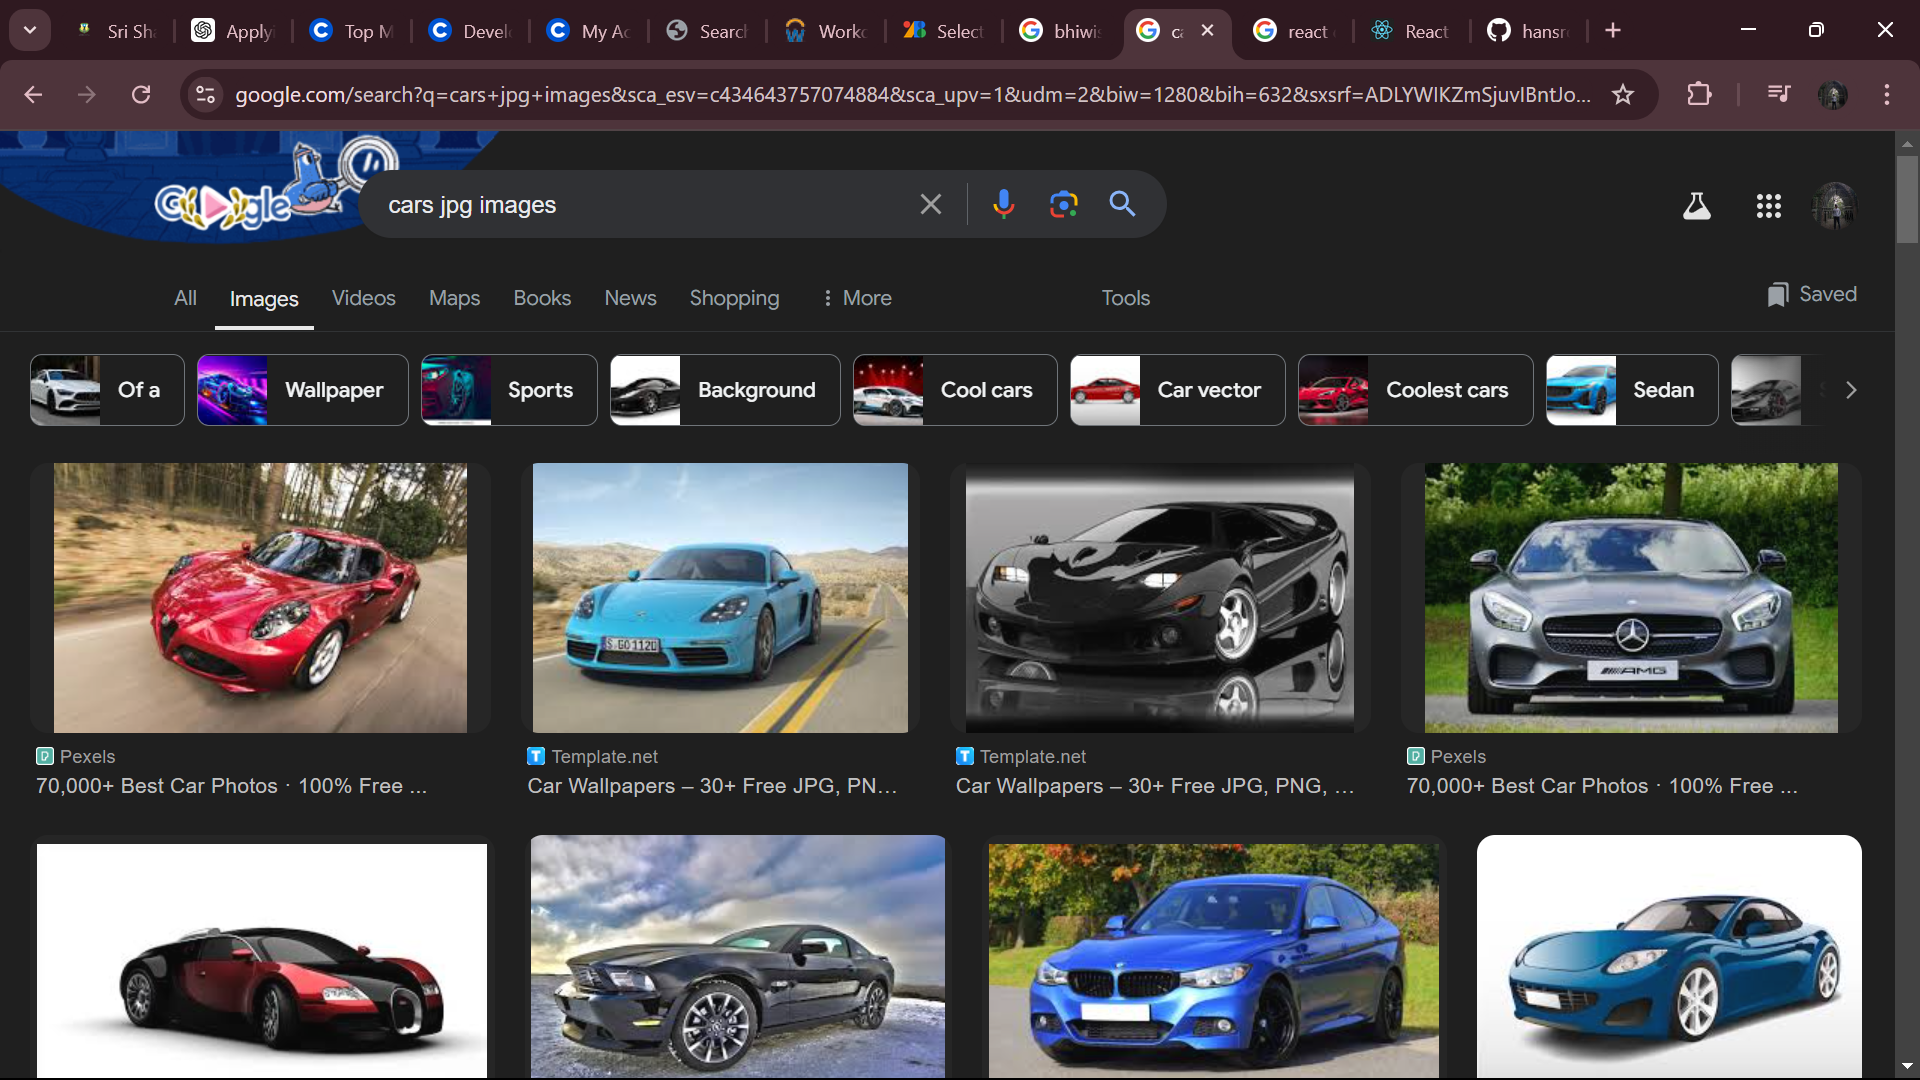 Sri Sh
Applyi
Top M
Devel
My Ac
Search
Work
Select
bhiwi
ca
react
React
hansr
google.com/search?q=cars+jpg+images&sca_esv=c434643757074884&sca_upv=1&udm=2&biw=1280&bih=632&sxsrf=ADLYWIKZmSjuvIBntJo...
Google
cars jpg images
All
Images
Videos
Maps
Books
News
Shopping
More
Tools
Saved
Of a
Wallpaper
Sports
Background
Cool cars
Car vector
Coolest cars
Sedan
S GO 1120
AMG
Pexels
70,000+ Best Car Photos · 100% Free ...
Template.net
Car Wallpapers – 30+ Free JPG, PN...
Template.net
Car Wallpapers – 30+ Free JPG, PNG, ...
Pexels
70,000+ Best Car Photos · 100% Free ...